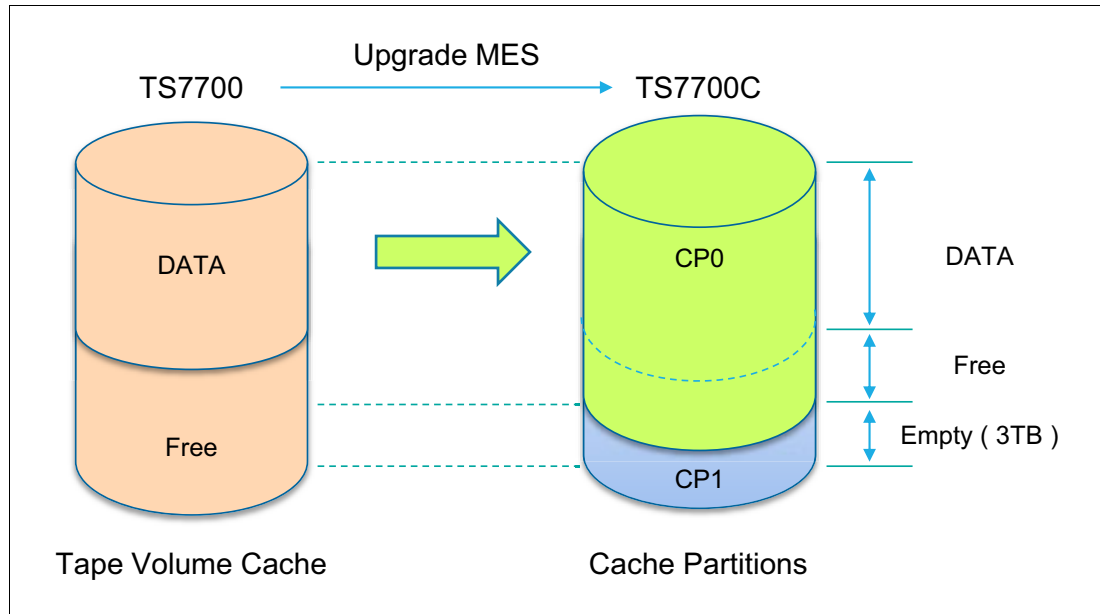 Upgrade MES
TS7700
TS7700C
DATA
CP0
DATA
Free
Free
Empty ( 3TB )
CP1
Tape Volume Cache
Cache Partitions